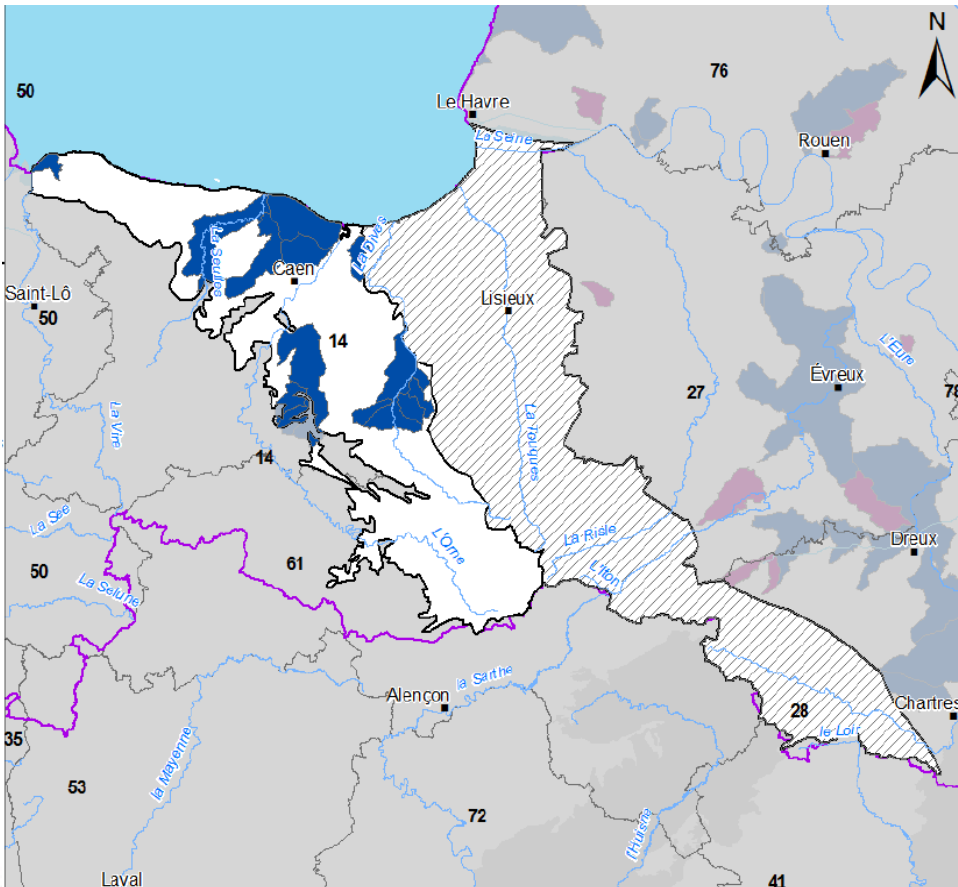 N
76
50
Le Havre
La Seine
Rouen
La Dives
La Seulles
Caen
Saint-Lô
50
Lisieux
14
L'Eure
Évreux
27
78
La Vire
La Touques
14
La Sée
La Risle
Dreux
L'Orne
L'Iton
50
61
La Sélune
la Sarthe
Alençon
Chartres
28
le Loir
35
la Mayenne
53
72
l'Huisne
Laval
41